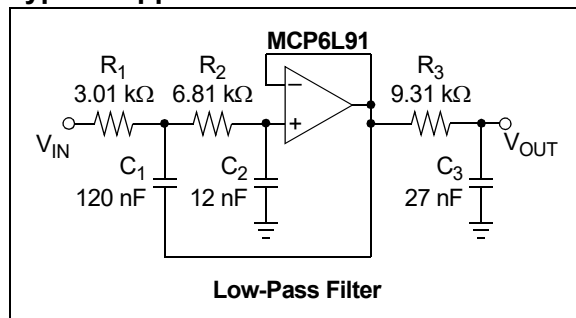 MCP6L91
R1 R2 R3
3.01 kΩ 6.81 kΩ 9.31 kΩ
−
+
VIN VOUT
C1 C2 C3
120 nF 12 nF 27 nF
Low-Pass Filter